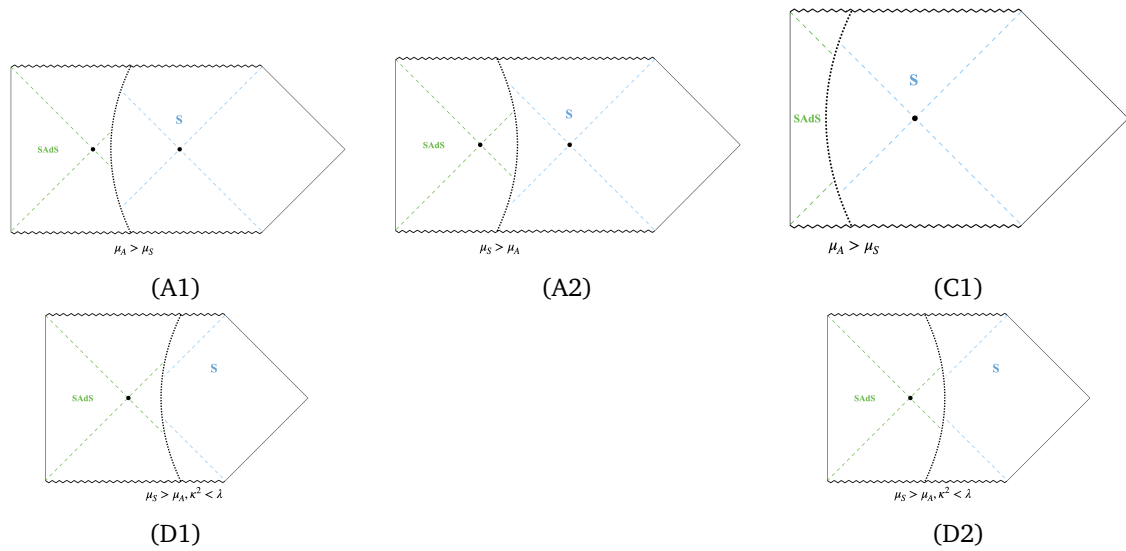 SAdS
S
μ_A > μ_S
(A1)
SAdS
S
μ_S > μ_A
(A2)
SAdS
S
μ_A > μ_S
(C1)
SAdS
S
μ_S > μ_A, κ² < λ
(D1)
SAdS
S
μ_S > μ_A, κ² < λ
(D2)